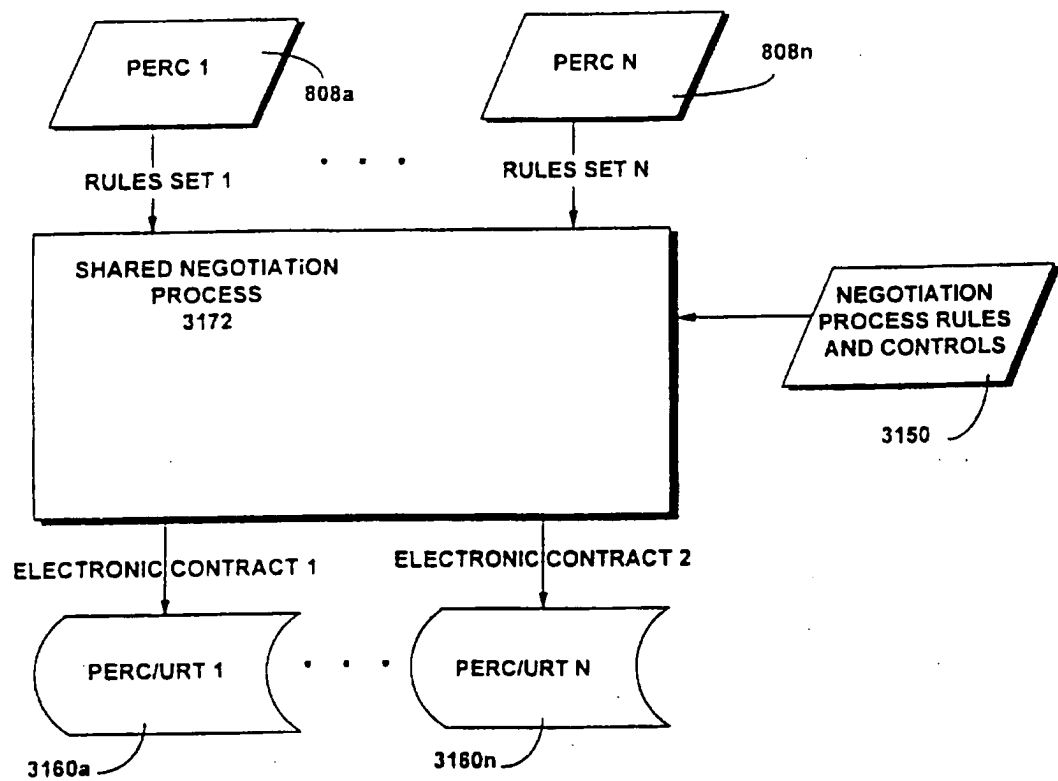 PERC 1
808a
PERC N
808n
RULES SET 1
RULES SET N
SHARED NEGOTIATiON
PROCESS
3172
NEGOTIATION
PROCESS RULES
AND CONTROLS
3150
ELECTRONIC CONTRACT 1
ELECTRONIC CONTRACT 2
PERC/URT 1
PERC/URT N
3160a
3160n